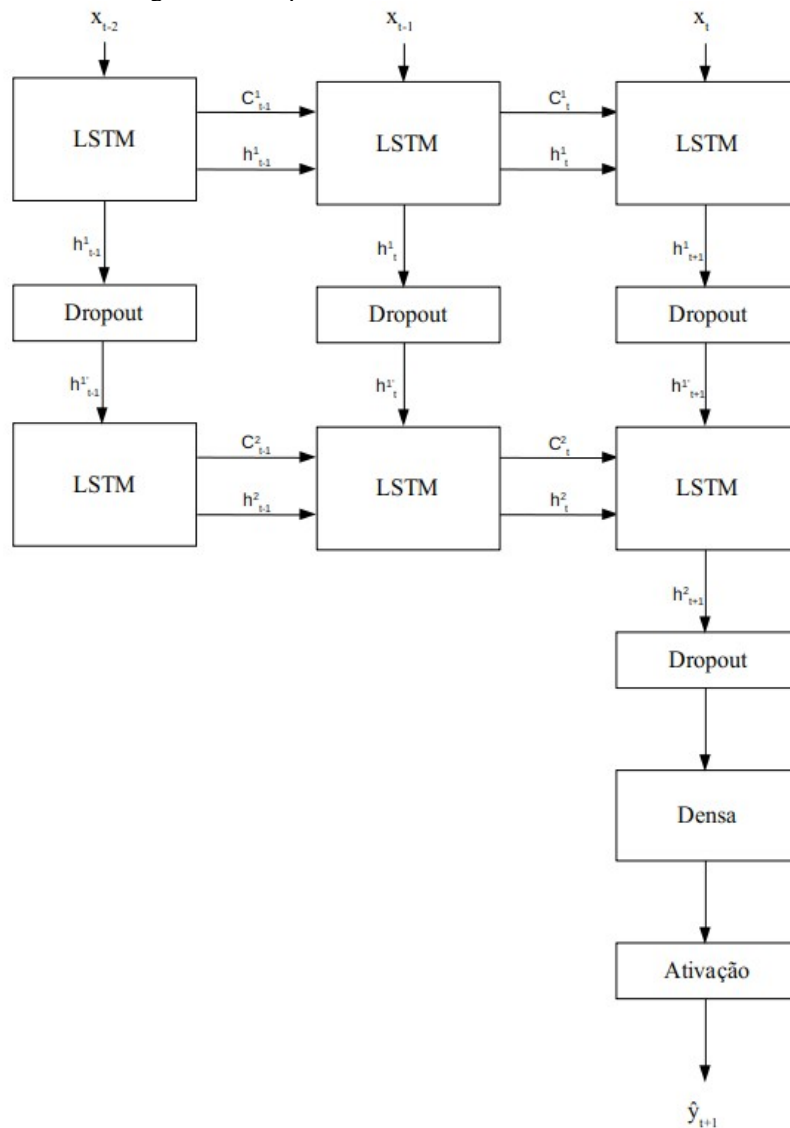 x_{t-2} x_{t-1} x_t
C^1_{t-1} C^1_t
LSTM LSTM LSTM
h^1_{t-1} h^1_t
h^1_{t-1} h^1_t h^1_{t+1}
Dropout Dropout Dropout
h^{1'}_{t-1} h^{1'}_t h^{1'}_{t+1}
C^2_{t-1} C^2_t
LSTM LSTM LSTM
h^2_{t-1} h^2_t
h^2_{t+1}
Dropout
Densa
Ativação
ŷ_{t+1}